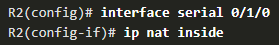 R2(config)# interface serial 0/1/0
R2(config-if)# ip nat inside